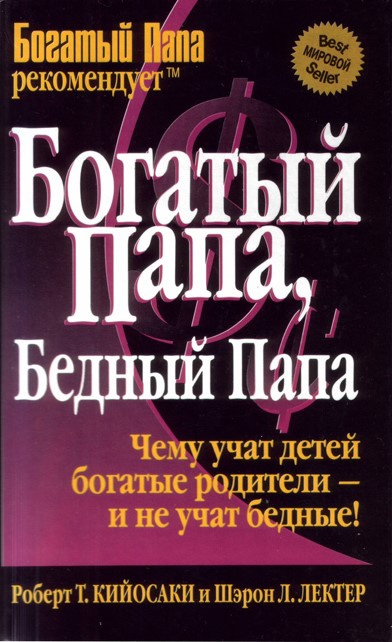 Богатый Папа
рекомендует™
Best
МИРОВОЙ
Seller
Богатый
Папа,
Бедный Папа
Чему учат детей
богатые родители –
и не учат бедные!
Роберт Т. КИЙОСАКИ и Шэрон Л. ЛЕКТЕР